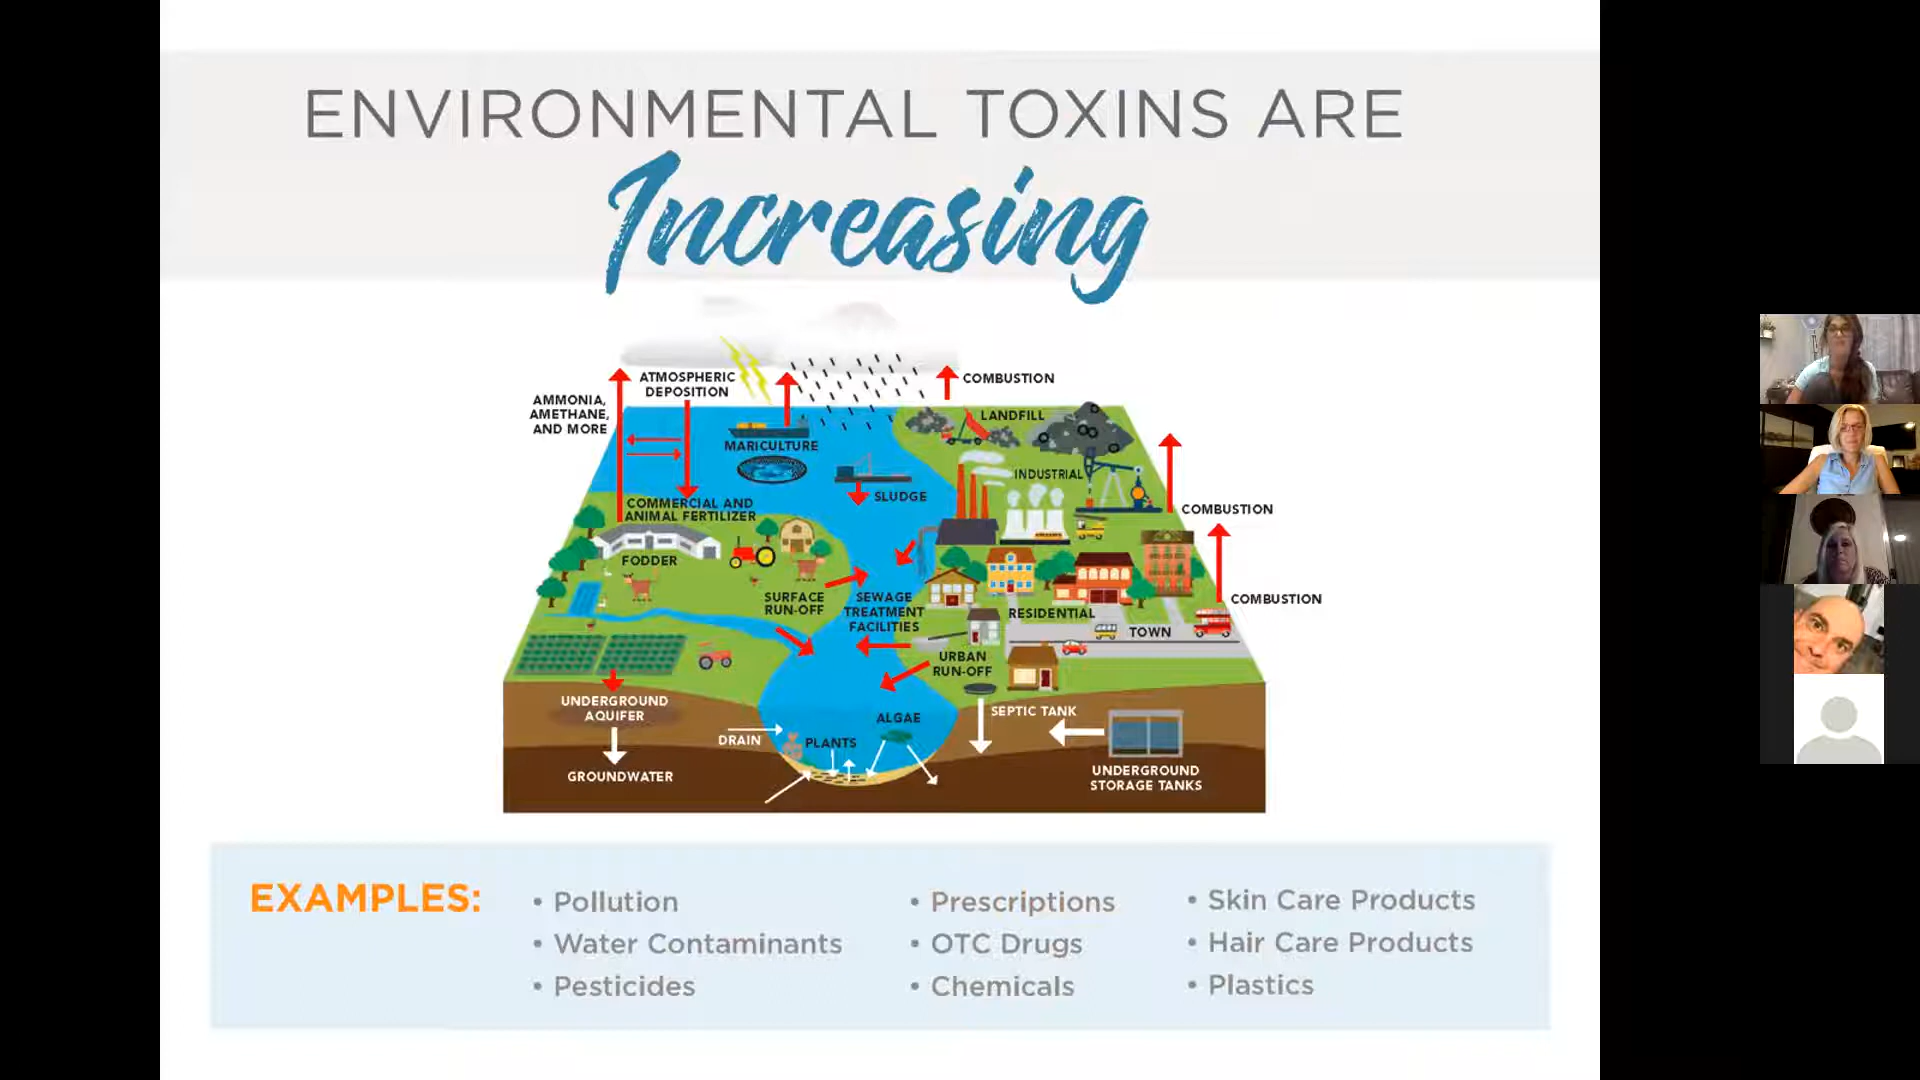 ENVIRONMENTAL TOXINS ARE
Increasing
AMMONIA,
AMETHANE,
AND MORE
ATMOSPHERIC
DEPOSITION
COMBUSTION
MARICULTURE
LANDFILL
SLUDGE
INDUSTRIAL
COMMERCIAL AND
ANIMAL FERTILIZER
COMBUSTION
FODDER
SURFACE
RUN-OFF
SEWAGE
TREATMENT
FACILITIES
RESIDENTIAL
COMBUSTION
TOWN
URBAN
RUN-OFF
UNDERGROUND
AQUIFER
ALGAE
SEPTIC TANK
DRAIN
PLANTS
GROUNDWATER
UNDERGROUND
STORAGE TANKS
EXAMPLES:
• Pollution
• Water Contaminants
• Pesticides
• Prescriptions
• OTC Drugs
• Chemicals
• Skin Care Products
• Hair Care Products
• Plastics